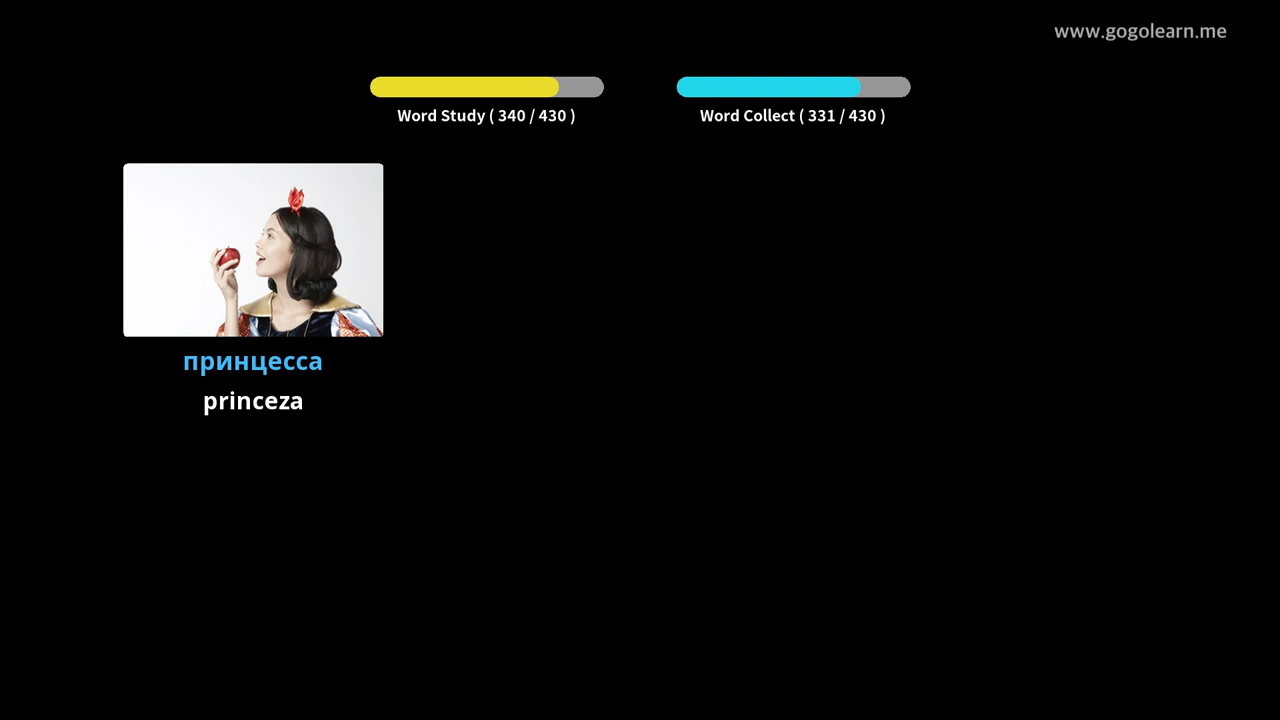 www.gogolearn.me
Word Study ( 340 / 430 )
Word Collect ( 331 / 430 )
принцесса
princeza